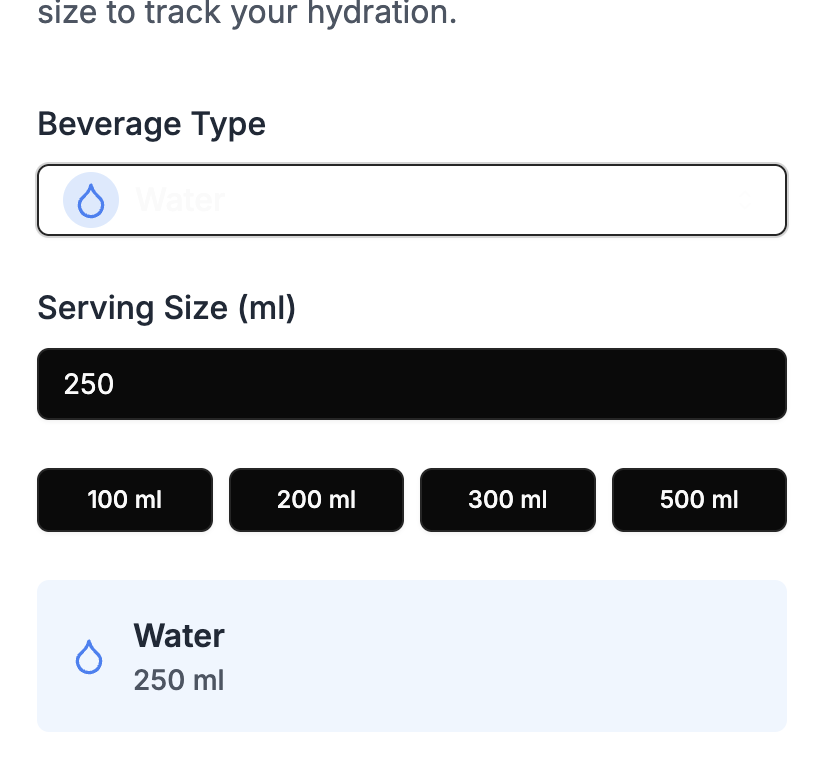 size to track your hydration.
Beverage Type
Water
Serving Size (ml)
250
100 ml
200 ml
300 ml
500 ml
Water
250 ml